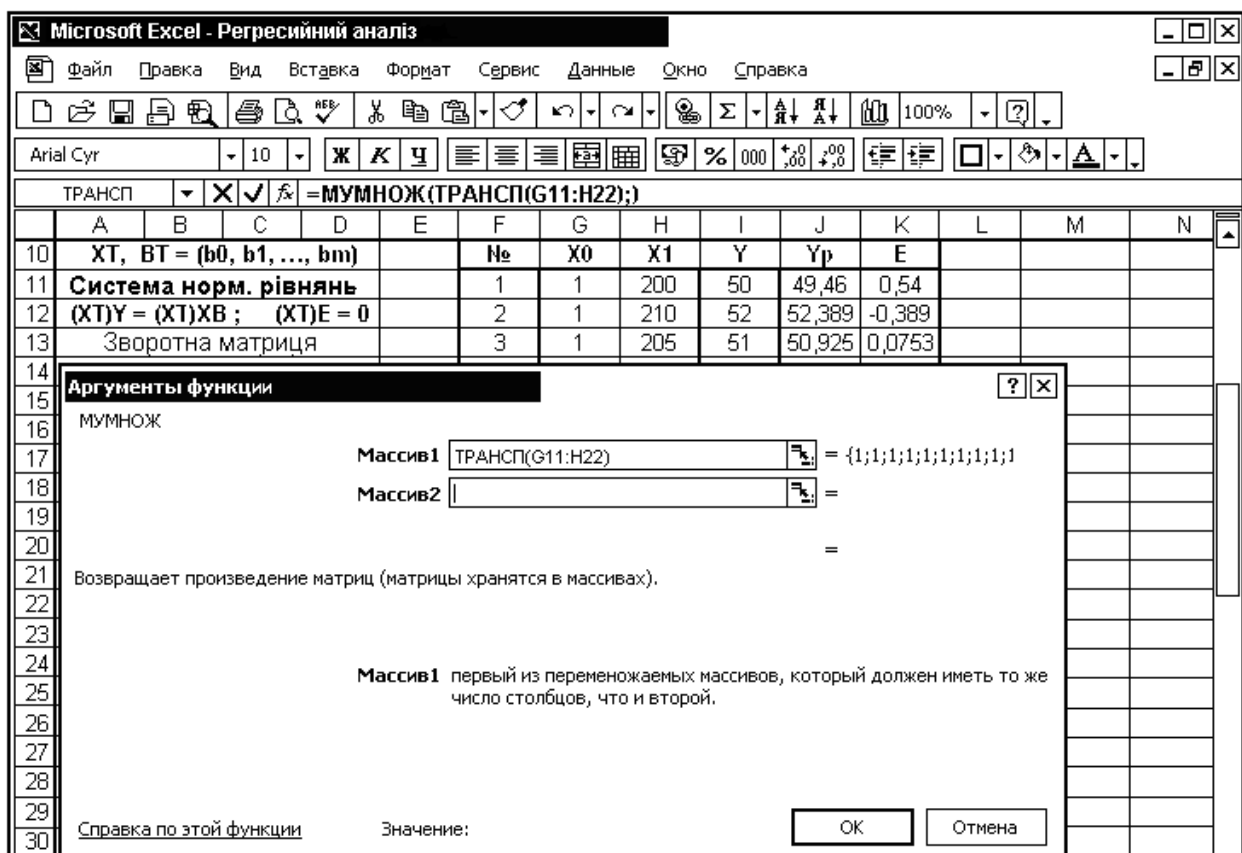 Microsoft Excel - Регресийний аналіз
Файл Правка Вид Вставка Формат Сервис Данные Окно Справка
100%
Arial Cyr 10 Ж К Ч % 000
ТРАНСП =МУМНОЖ(ТРАНСП(G11:H22);)
A B C D E F G H I J K L M N
10 XT, BT = (b0, b1, ..., bm) № X0 X1 Y Yp E
11 Система норм. рівнянь 1 1 200 50 49,46 0,54
12 (XT)Y = (XT)XB ; (XT)E = 0 2 1 210 52 52,389 -0,389
13 Зворотна матриця 3 1 205 51 50,925 0,0753
14
Аргументы функции
15
16 МУМНОЖ
17 Массив1 ТРАНСП(G11:H22) = {1;1;1;1;1;1;1;1;1;1
18 Массив2 =
19
20 =
21 Возвращает произведение матриц (матрицы хранятся в массивах).
22
23
24 Массив1 первый из переменожаемых массивов, который должен иметь то же
25 число столбцов, что и второй.
26
27
28
29
30 Справка по этой функции Значение: OK Отмена